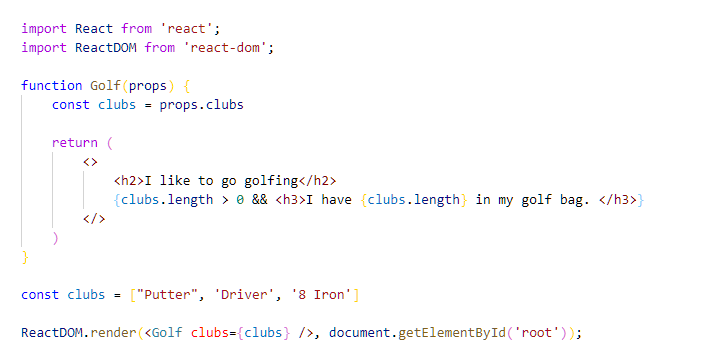 import React from 'react';
import ReactDOM from 'react-dom';
function Golf(props) {
const clubs = props.clubs
return (
<>
<h2>I like to go golfing</h2>
{clubs.length > 0 && <h3>I have {clubs.length} in my golf bag. </h3>}
</>
)
}
const clubs = ["Putter", 'Driver', '8 Iron']
ReactDOM.render(<Golf clubs={clubs} />, document.getElementById('root'));